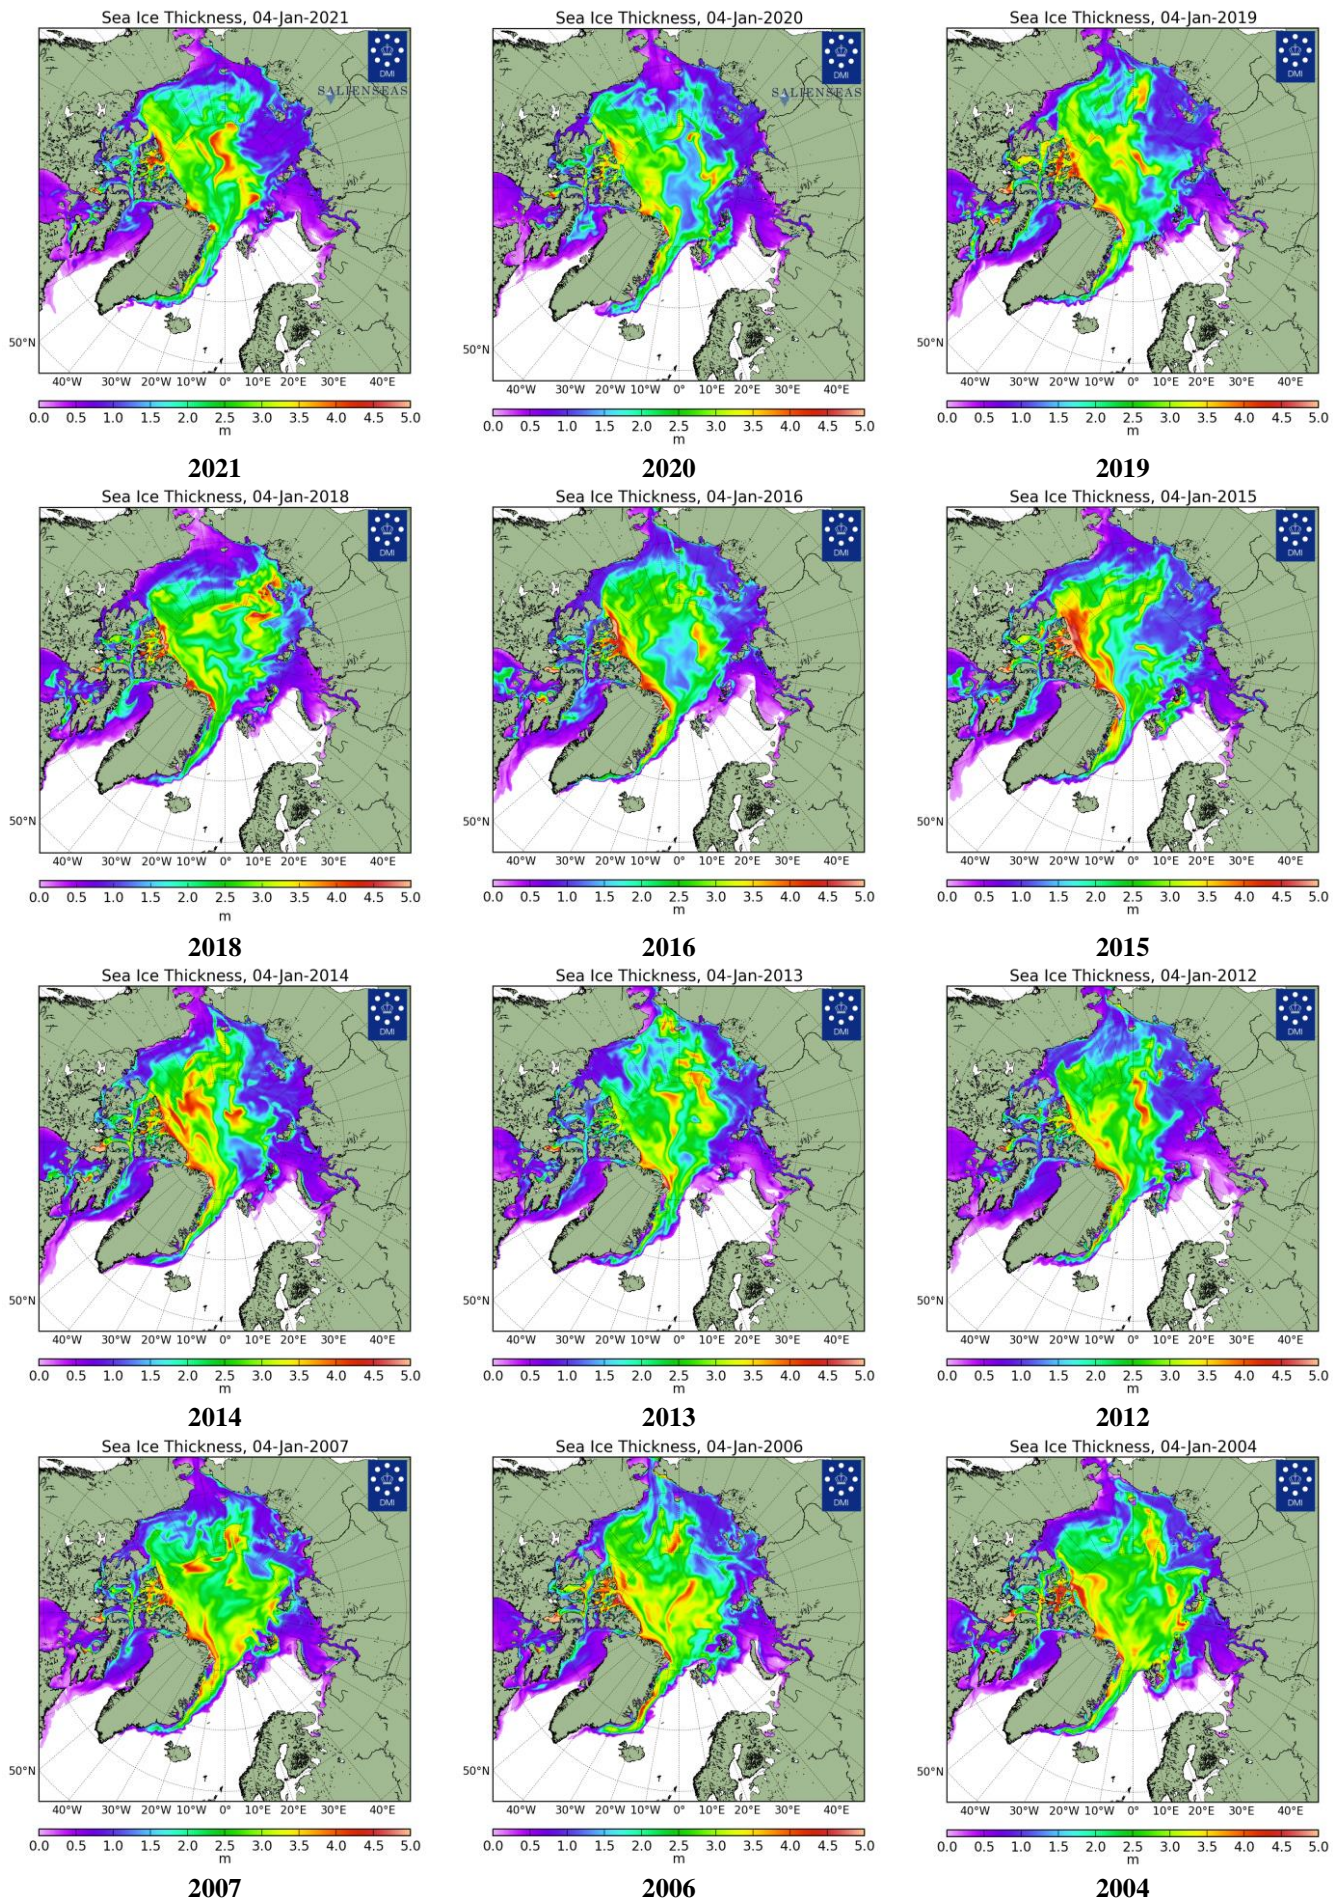 Sea Ice Thickness, 04-Jan-2021
Sea Ice Thickness, 04-Jan-2020
Sea Ice Thickness, 04-Jan-2019
DMI
SALIENSEAS
DMI
SALIENSEAS
DMI
50°N
50°N
50°N
40°W 30°W 20°W 10°W 0° 10°E 20°E 30°E 40°E
40°W 30°W 20°W 10°W 0° 10°E 20°E 30°E 40°E
40°W 30°W 20°W 10°W 0° 10°E 20°E 30°E 40°E
0.0 0.5 1.0 1.5 2.0 2.5 3.0 3.5 4.0 4.5 5.0
0.0 0.5 1.0 1.5 2.0 2.5 3.0 3.5 4.0 4.5 5.0
0.0 0.5 1.0 1.5 2.0 2.5 3.0 3.5 4.0 4.5 5.0
m
m
m
2021
2020
2019
Sea Ice Thickness, 04-Jan-2018
Sea Ice Thickness, 04-Jan-2016
Sea Ice Thickness, 04-Jan-2015
DMI
DMI
DMI
50°N
50°N
50°N
40°W 30°W 20°W 10°W 0° 10°E 20°E 30°E 40°E
40°W 30°W 20°W 10°W 0° 10°E 20°E 30°E 40°E
40°W 30°W 20°W 10°W 0° 10°E 20°E 30°E 40°E
0.0 0.5 1.0 1.5 2.0 2.5 3.0 3.5 4.0 4.5 5.0
0.0 0.5 1.0 1.5 2.0 2.5 3.0 3.5 4.0 4.5 5.0
0.0 0.5 1.0 1.5 2.0 2.5 3.0 3.5 4.0 4.5 5.0
m
m
m
2018
2016
2015
Sea Ice Thickness, 04-Jan-2014
Sea Ice Thickness, 04-Jan-2013
Sea Ice Thickness, 04-Jan-2012
DMI
DMI
DMI
50°N
50°N
50°N
40°W 30°W 20°W 10°W 0° 10°E 20°E 30°E 40°E
40°W 30°W 20°W 10°W 0° 10°E 20°E 30°E 40°E
40°W 30°W 20°W 10°W 0° 10°E 20°E 30°E 40°E
0.0 0.5 1.0 1.5 2.0 2.5 3.0 3.5 4.0 4.5 5.0
0.0 0.5 1.0 1.5 2.0 2.5 3.0 3.5 4.0 4.5 5.0
0.0 0.5 1.0 1.5 2.0 2.5 3.0 3.5 4.0 4.5 5.0
m
m
m
2014
2013
2012
Sea Ice Thickness, 04-Jan-2007
Sea Ice Thickness, 04-Jan-2006
Sea Ice Thickness, 04-Jan-2004
DMI
DMI
DMI
50°N
50°N
50°N
40°W 30°W 20°W 10°W 0° 10°E 20°E 30°E 40°E
40°W 30°W 20°W 10°W 0° 10°E 20°E 30°E 40°E
40°W 30°W 20°W 10°W 0° 10°E 20°E 30°E 40°E
0.0 0.5 1.0 1.5 2.0 2.5 3.0 3.5 4.0 4.5 5.0
0.0 0.5 1.0 1.5 2.0 2.5 3.0 3.5 4.0 4.5 5.0
0.0 0.5 1.0 1.5 2.0 2.5 3.0 3.5 4.0 4.5 5.0
m
m
m
2007
2006
2004